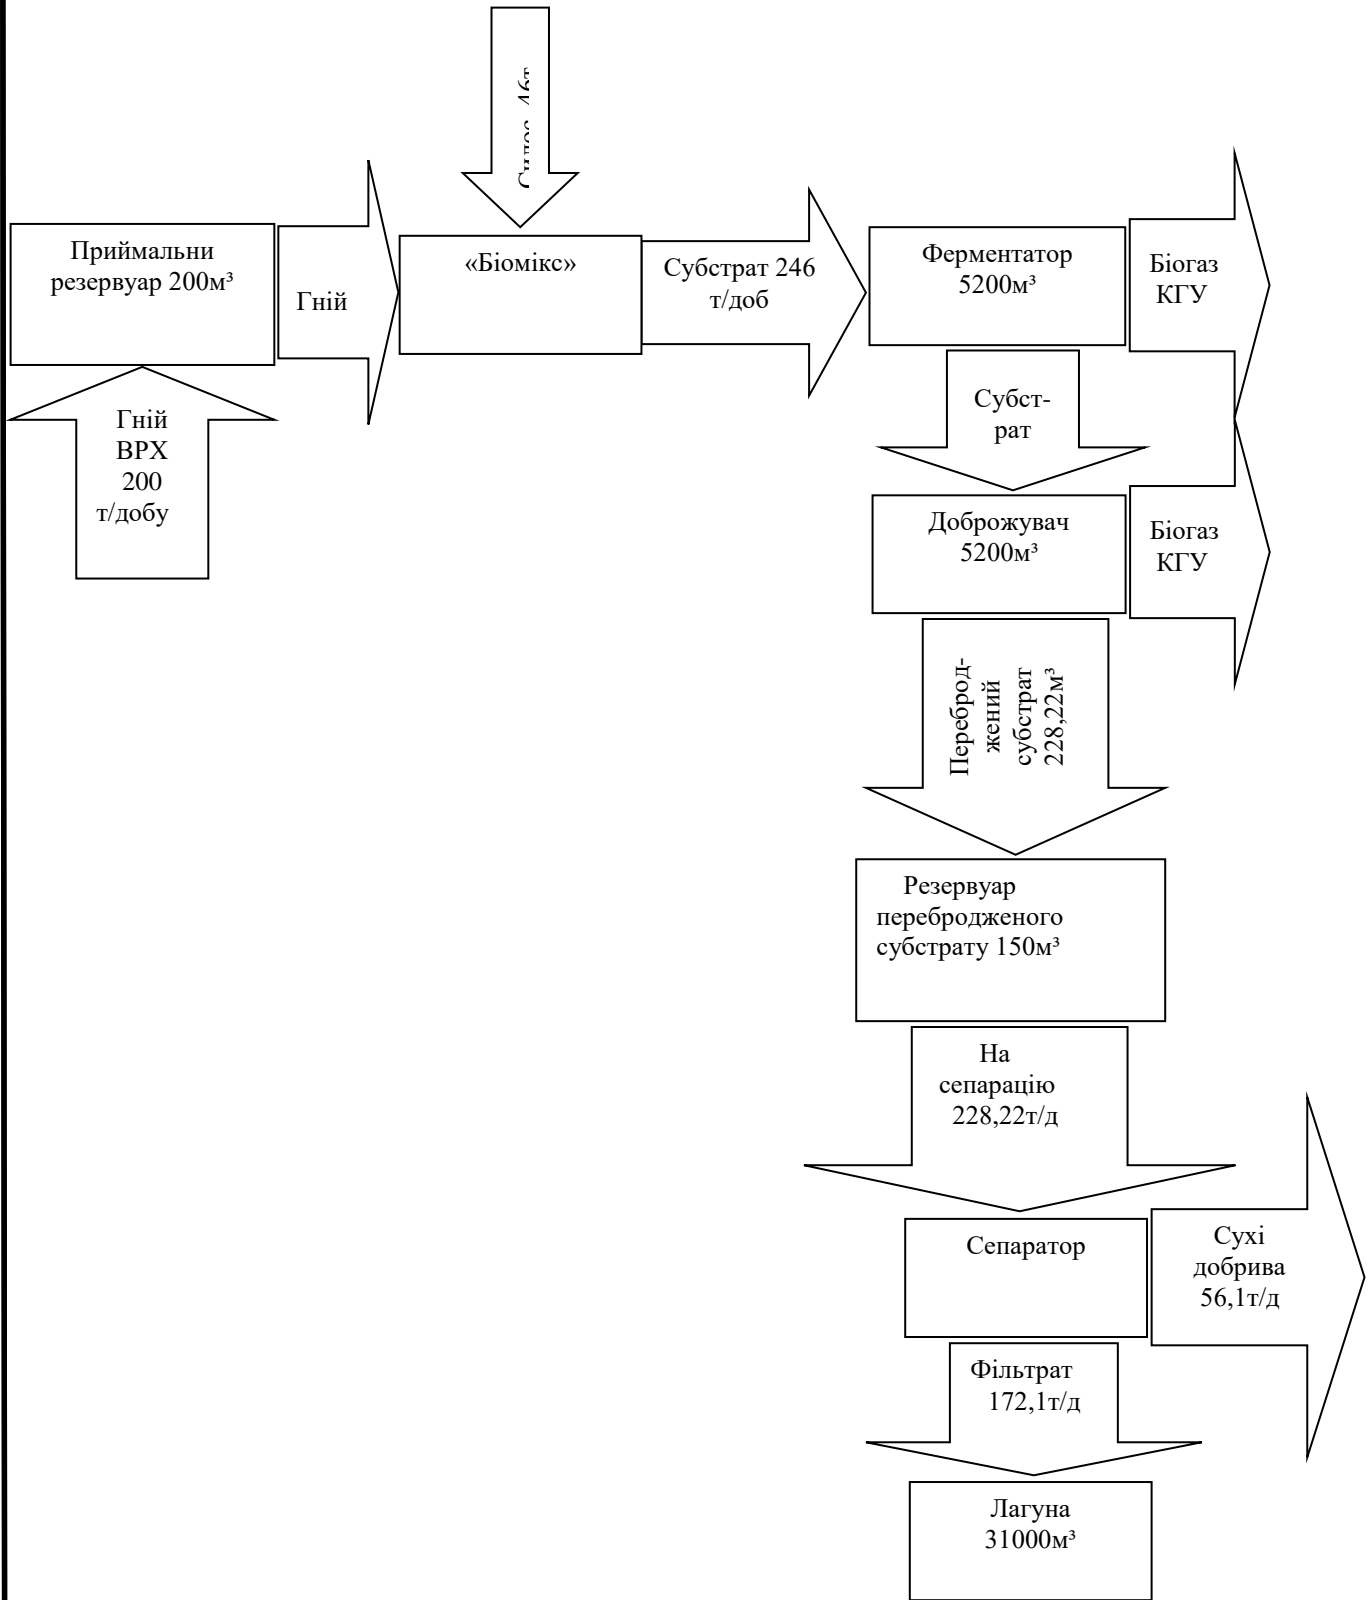 Приймальни
резервуар 200м³
Гній
ВРХ
200
т/добу
Гній
«Біомікс»
Субстрат 246
т/доб
Ферментатор
5200м³
Біогаз
КГУ
Субст-
рат
Доброжувач
5200м³
Біогаз
КГУ
Переброд-
жений
субстрат
228,22м³
Резервуар
перебродженого
субстрату 150м³
На
сепарацію
228,22т/д
Сепаратор
Сухі
добрива
56,1т/д
Фільтрат
172,1т/д
Лагуна
31000м³